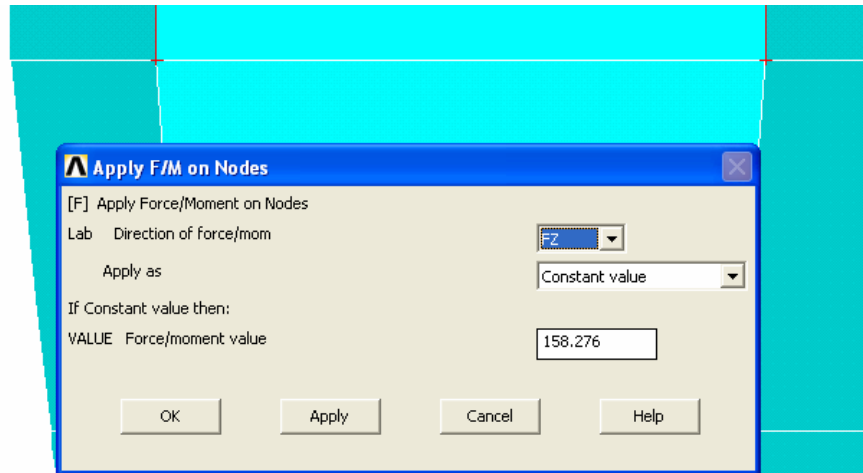 Apply F/M on Nodes
[F] Apply Force/Moment on Nodes
Lab Direction of force/mom FZ
Apply as Constant value
If Constant value then:
VALUE Force/moment value 158.276
OK Apply Cancel Help